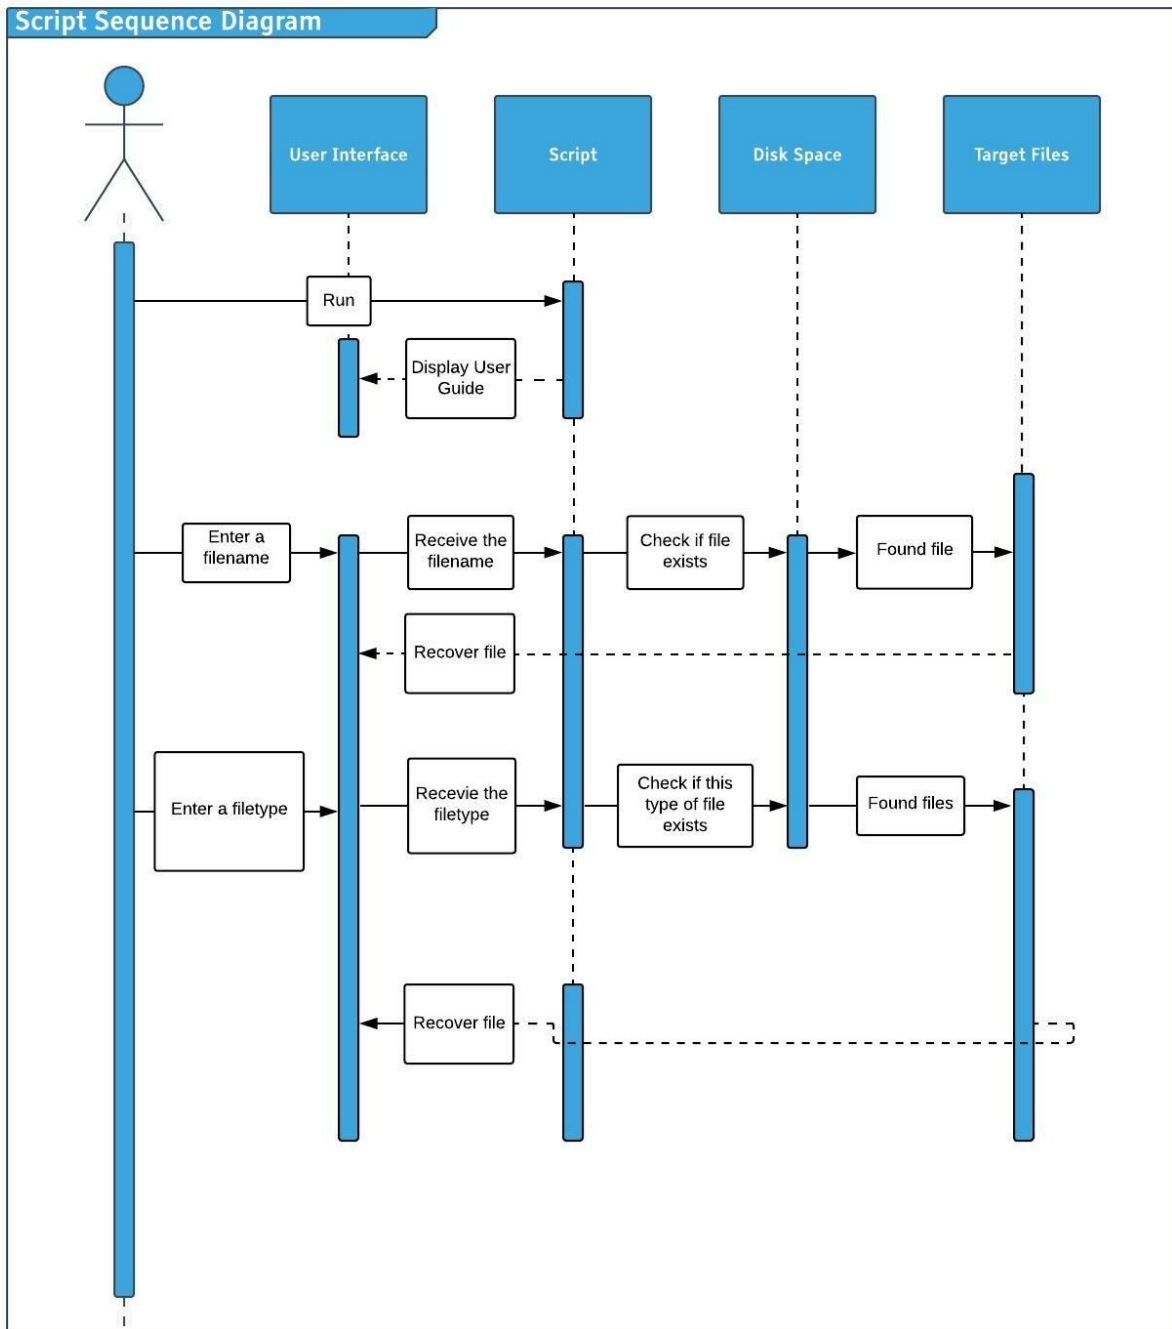 Script Sequence Diagram
User Interface
Script
Disk Space
Target Files
Run
Display User
Guide
Enter a
filename
Receive the
filename
Check if file
exists
Found file
Recover file
Enter a filetype
Recevie the
filetype
Check if this
type of file
exists
Found files
Recover file